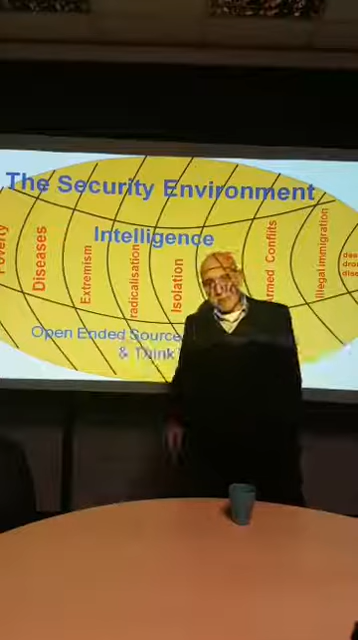 The Security Environment
Intelligence
Poverty
Diseases
Extremism
radicalisation
Isolation
Armed Conflicts
illegal immigration
Open Ended Source
& Think